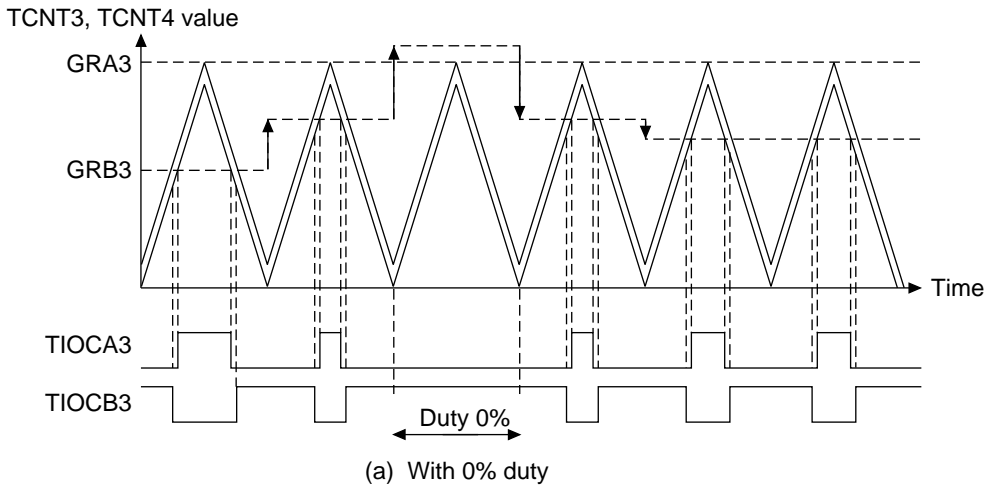 TCNT3, TCNT4 value
GRA3
GRB3
Time
TIOCA3
TIOCB3
Duty 0%
(a) With 0% duty